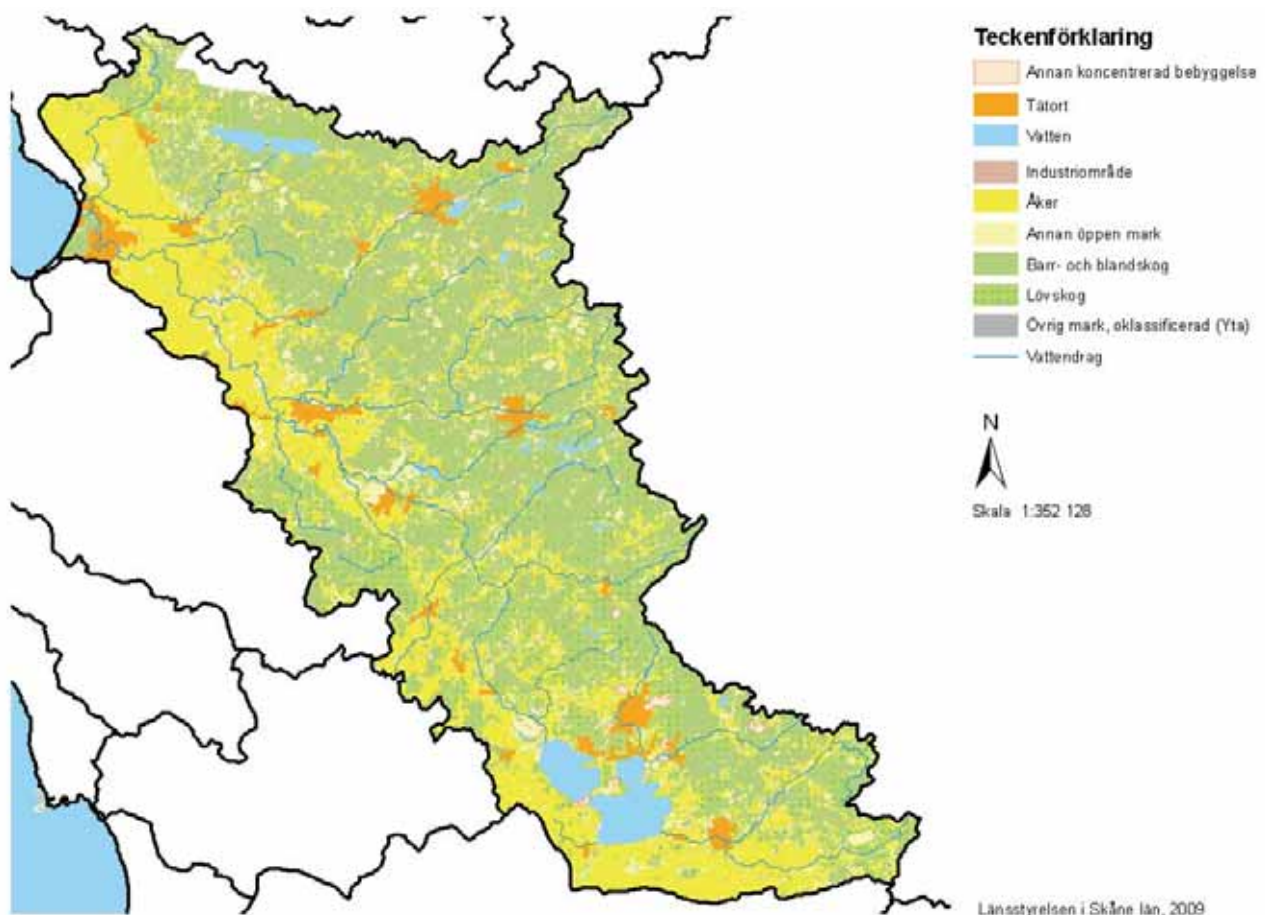 Teckenförklaring
Annan koncentrerad bebyggelse
Tätort
Vatten
Industriområde
Åker
Annan öppen mark
Barr- och blandskog
Lövskog
Övrig mark, oklassificerad (Yta)
Vattendrag
N
Skala 1:352 128
Länsstyrelsen i Skåne län, 2009